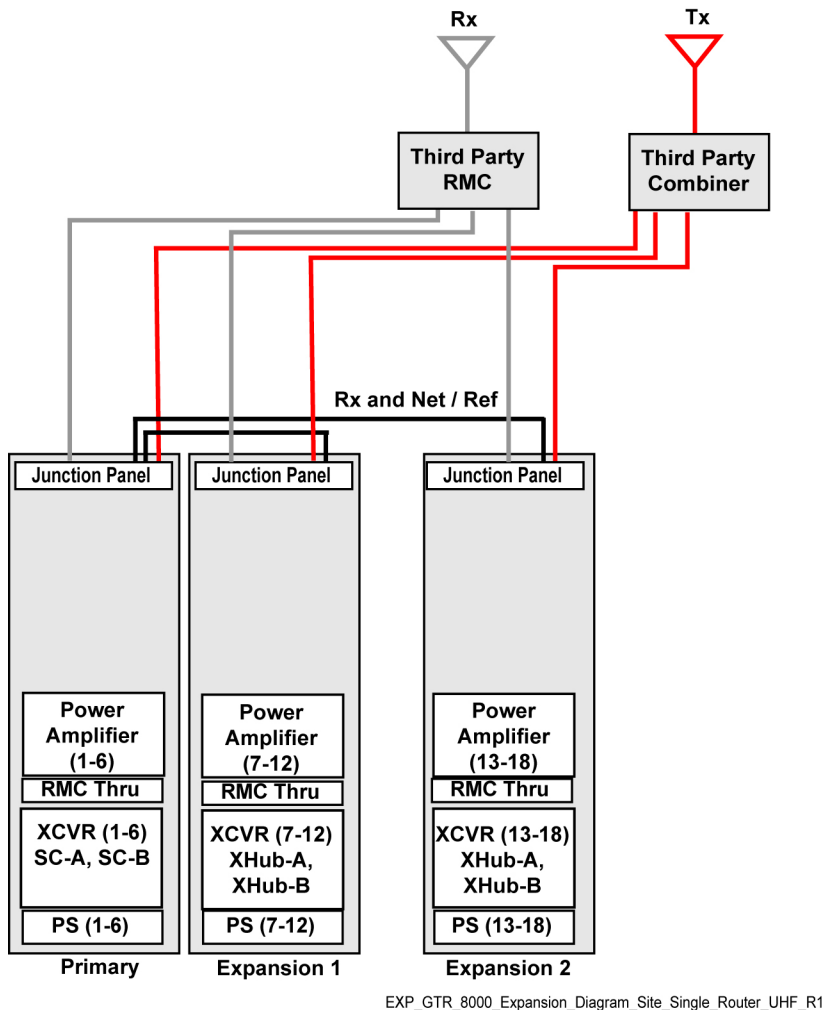 Rx
Tx
Third Party
RMC
Third Party
Combiner
Rx and Net / Ref
Junction Panel
Junction Panel
Junction Panel
Power
Amplifier
(1-6)
RMC Thru
XCVR (1-6)
SC-A, SC-B
PS (1-6)
Primary
Power
Amplifier
(7-12)
RMC Thru
XCVR (7-12)
XHub-A,
XHub-B
PS (7-12)
Expansion 1
Power
Amplifier
(13-18)
RMC Thru
XCVR (13-18)
XHub-A,
XHub-B
PS (13-18)
Expansion 2
EXP_GTR_8000_Expansion_Diagram_Site_Single_Router_UHF_R1